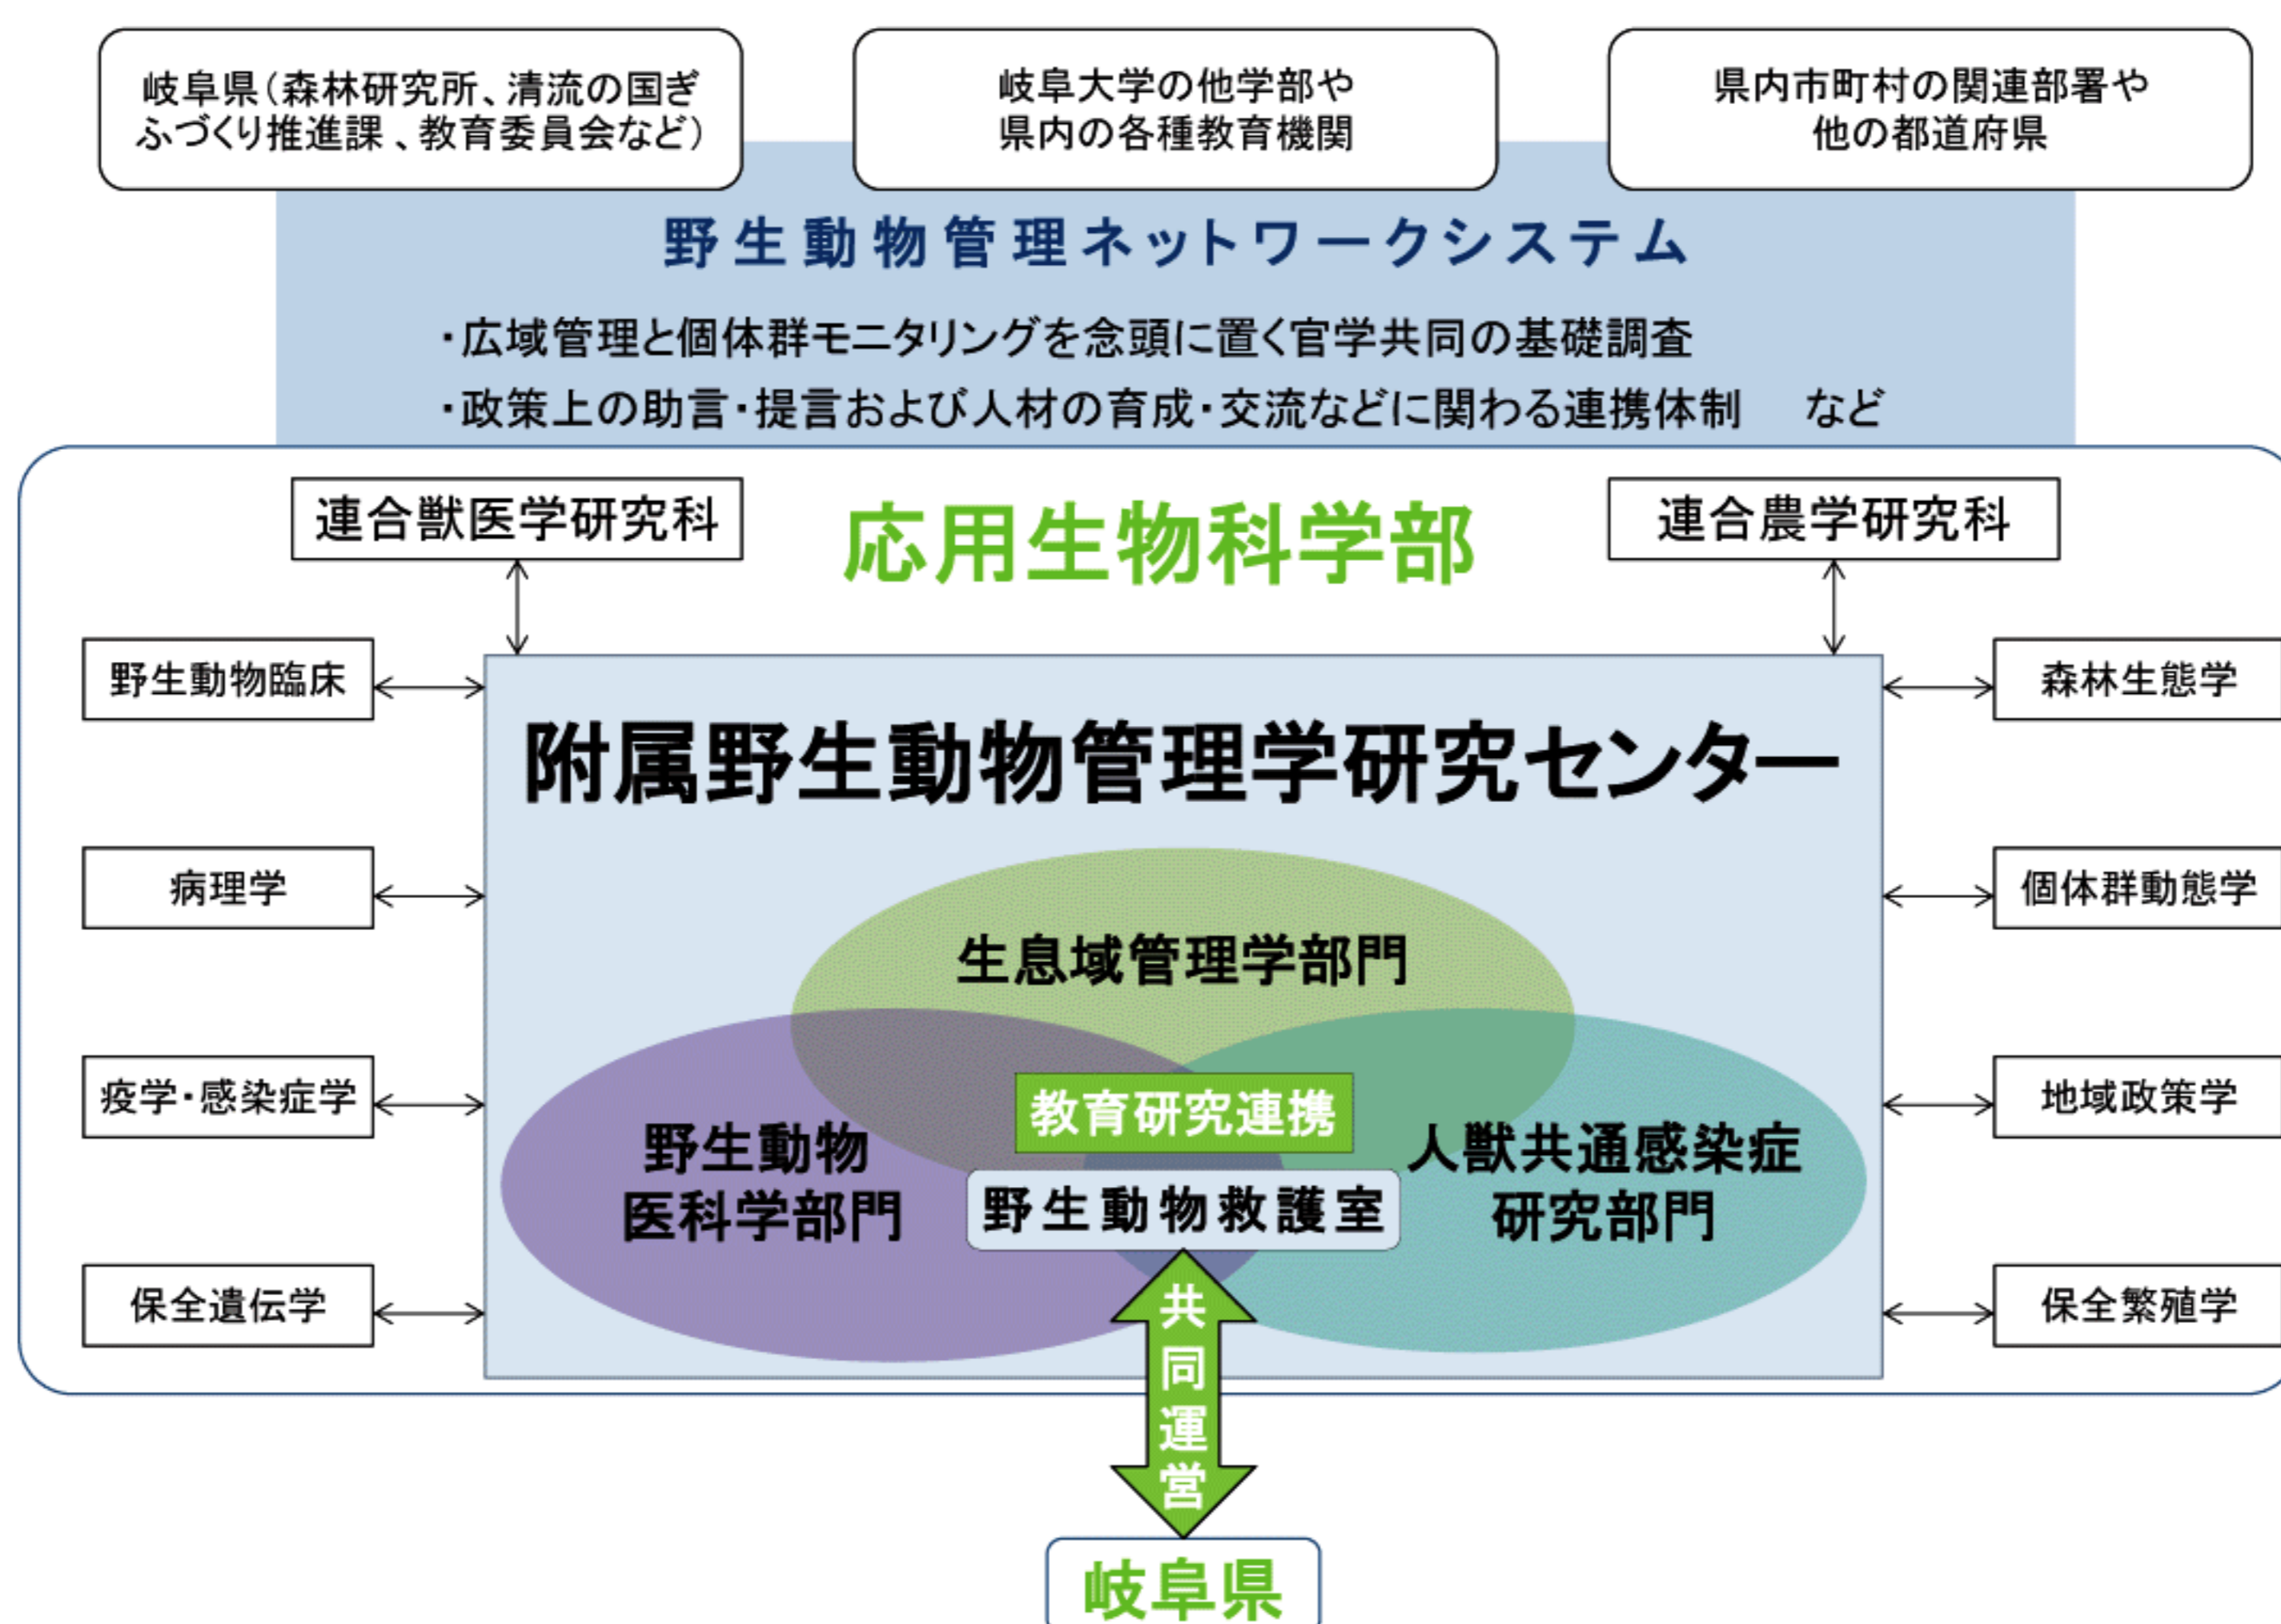 岐阜県（森林研究所、清流の国ぎ
ふづくり推進課、教育委員会など）
岐阜大学の他学部や
県内の各種教育機関
県内市町村の関連部署や
他の都道府県
野生動物管理ネットワークシステム
・広域管理と個体群モニタリングを念頭に置く官学共同の基礎調査
・政策上の助言・提言および人材の育成・交流などに関わる連携体制　など
連合獣医学研究科
応用生物科学部
連合農学研究科
野生動物臨床
病理学
疫学・感染症学
保全遺伝学
附属野生動物管理学研究センター
生息域管理学部門
教育研究連携
野生動物
医科学部門
野生動物救護室
人獣共通感染症
研究部門
森林生態学
個体群動態学
地域政策学
保全繁殖学
共同運営
岐阜県